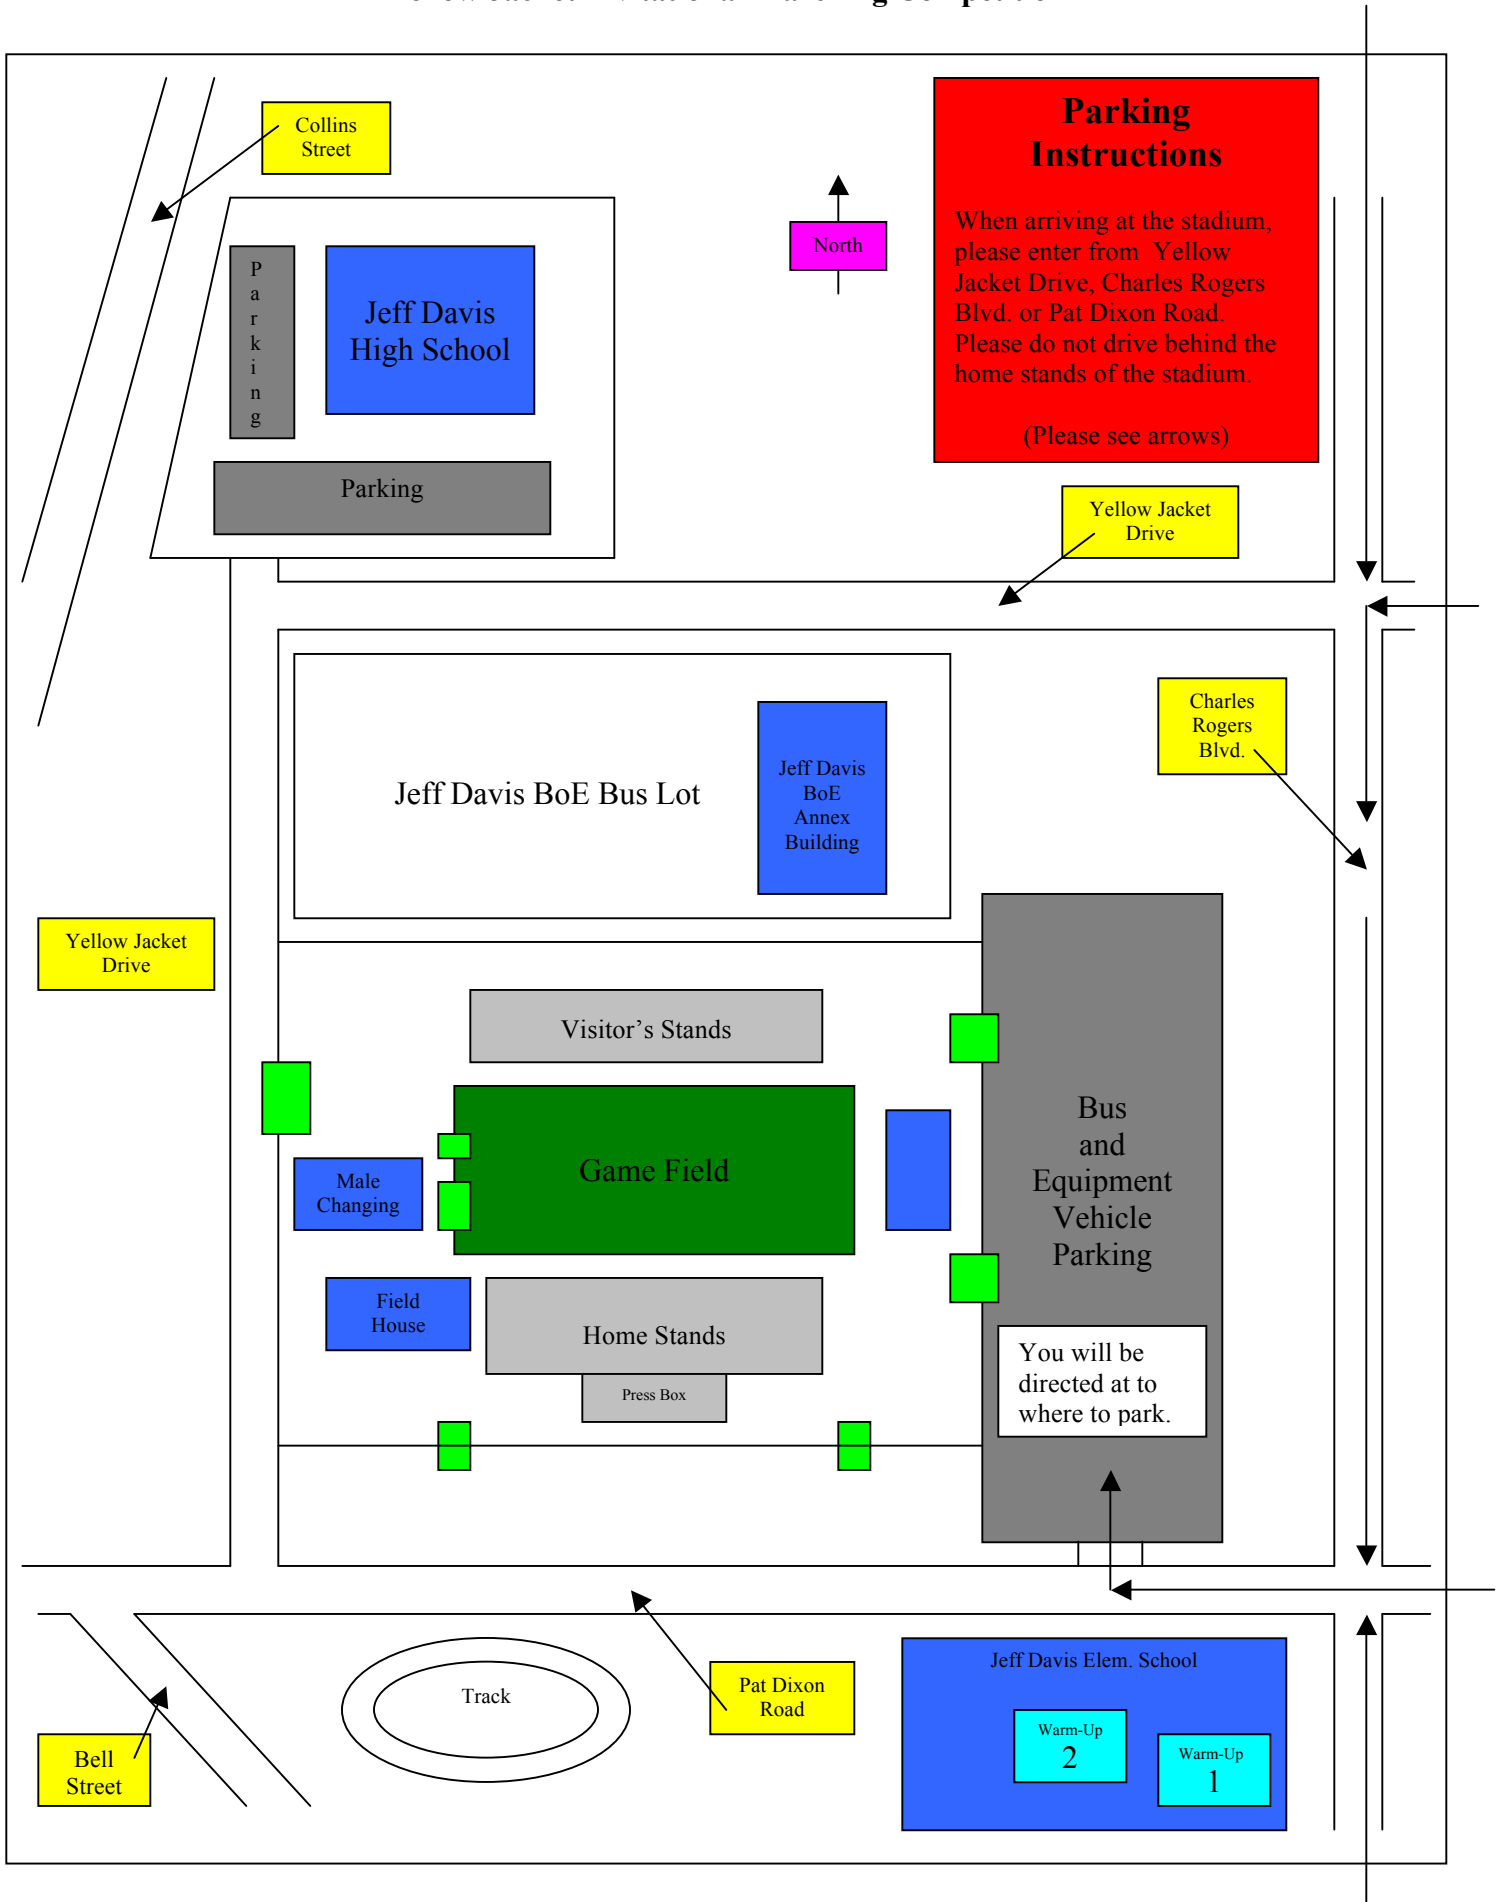 Collins
Street
Parking
Instructions
When arriving at the stadium,
please enter from Yellow
Jacket Drive, Charles Rogers
Blvd. or Pat Dixon Road.
Please do not drive behind the
home stands of the stadium.
(Please see arrows)
North
P
a
r
k
i
n
g
Jeff Davis
High School
Parking
Yellow Jacket
Drive
Charles
Rogers
Blvd.
Jeff Davis BoE Bus Lot
Jeff Davis
BoE
Annex
Building
Yellow Jacket
Drive
Visitor's Stands
Game Field
Male
Changing
Field
House
Home Stands
Press Box
Bus
and
Equipment
Vehicle
Parking
You will be
directed at to
where to park.
Track
Pat Dixon
Road
Bell
Street
Jeff Davis Elem. School
Warm-Up
2
Warm-Up
1